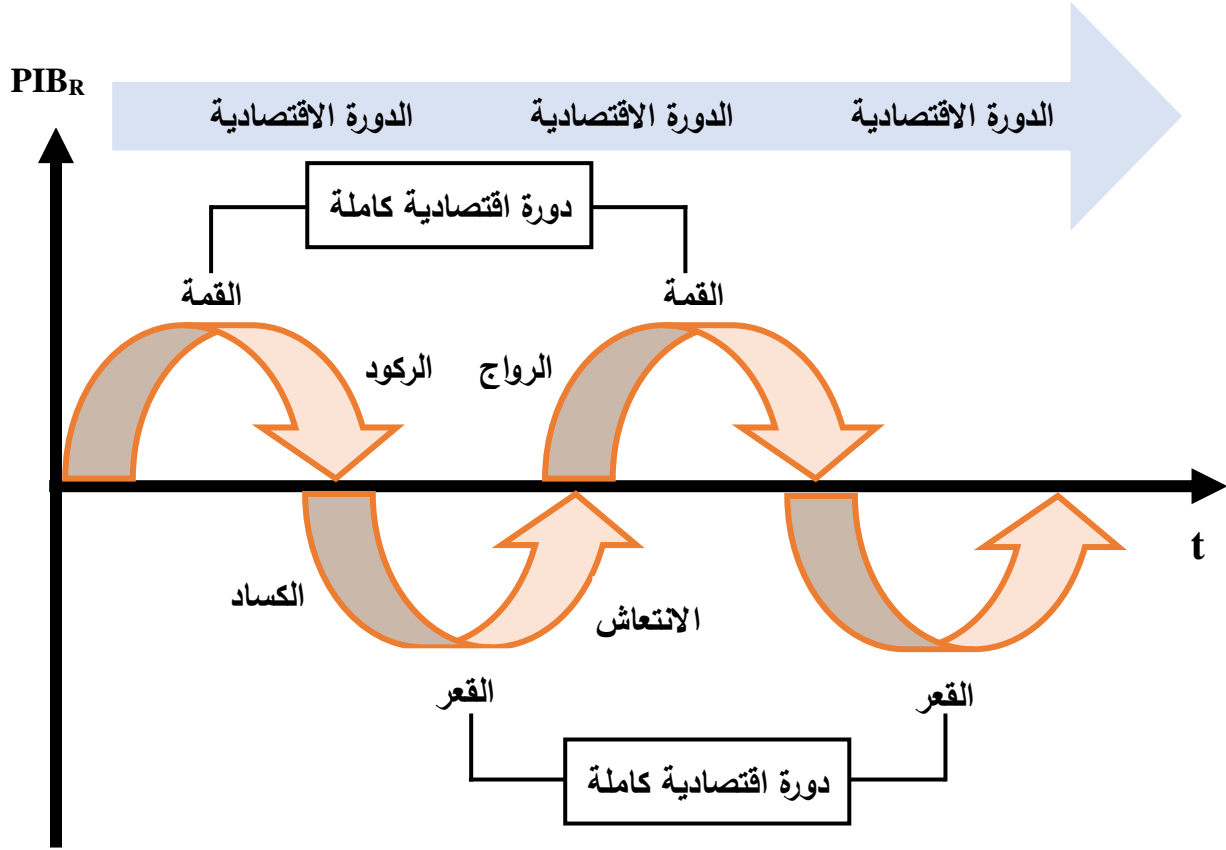 PIB_R
الدورة الاقتصادية
الدورة الاقتصادية
الدورة الاقتصادية
دورة اقتصادية كاملة
القمة
القمة
الركود
الرواج
t
الكساد
الانتعاش
القعر
القعر
دورة اقتصادية كاملة